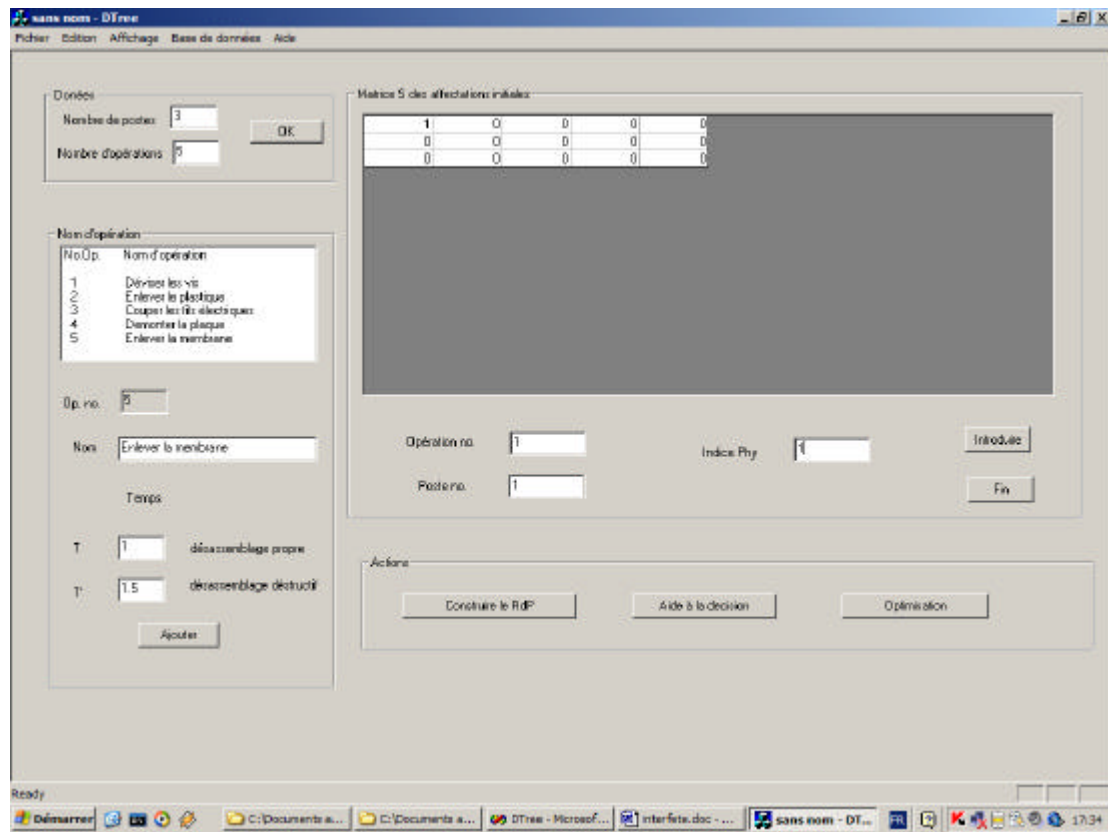 sans nom - DTree
Fichier Edition Affichage Base de données Aide
Donées
Nombre de postes 3
OK
Nombre d'opérations 5
Nom d'opération
No.Op. Nom d'opération
1 Déviser les vis
2 Enlever le plastique
3 Couper les fils électriques
4 Demonter la plaque
5 Enlever la membrane
Op. no. 5
Nom Enlever la membrane
Temps
T 1 désassemblage propre
T' 1.5 désassemblage déstructif
Ajouter
Matrice S des affectations initiales
1 0 0 0 0
0 0 0 0 0
0 0 0 0 0
Opération no. 1
Indice Phy 1
Introduire
Poste no. 1
Fin
Actions
Construire le RdP
Aide à la decision
Optimisation
Ready
Démarrer
C:\Documents a...
C:\Documents a...
DTree - Microsof...
interfete.doc - ...
sans nom - DT...
FR
17:34